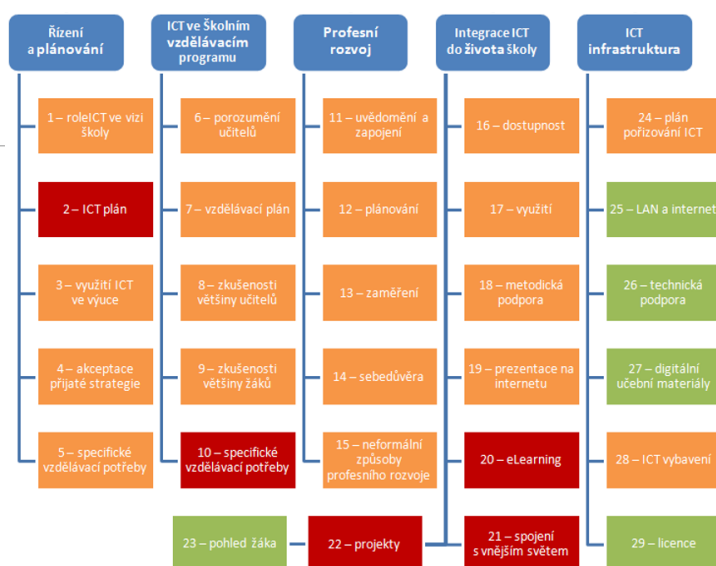 Řízení
a plánování
ICT ve Školním
vzdělávacím
programu
Profesní
rozvoj
Integrace ICT
do života školy
ICT
infrastruktura
1 – roleICT ve vizi
školy
2 – ICT plán
3 – využití ICT
ve výuce
4 – akceptace
přijaté strategie
5 – specifické
vzdělávací potřeby
6 – porozumění
učitelů
7 – vzdělávací plán
8 – zkušenosti
většiny učitelů
9 – zkušenosti
většiny žáků
10 – specifické
vzdělávací potřeby
11 – uvědomění a
zapojení
12 – plánování
13 – zaměření
14 – sebedůvěra
15 – neformální
způsoby
profesního rozvoje
16 – dostupnost
17 – využití
18 – metodická
podpora
19 – prezentace na
internetu
20 – eLearning
21 – spojení
s vnějším světem
22 – projekty
23 – pohled žáka
24 – plán
pořizování ICT
25 – LAN a internet
26 – technická
podpora
27 – digitální
učební materiály
28 – ICT vybavení
29 – licence